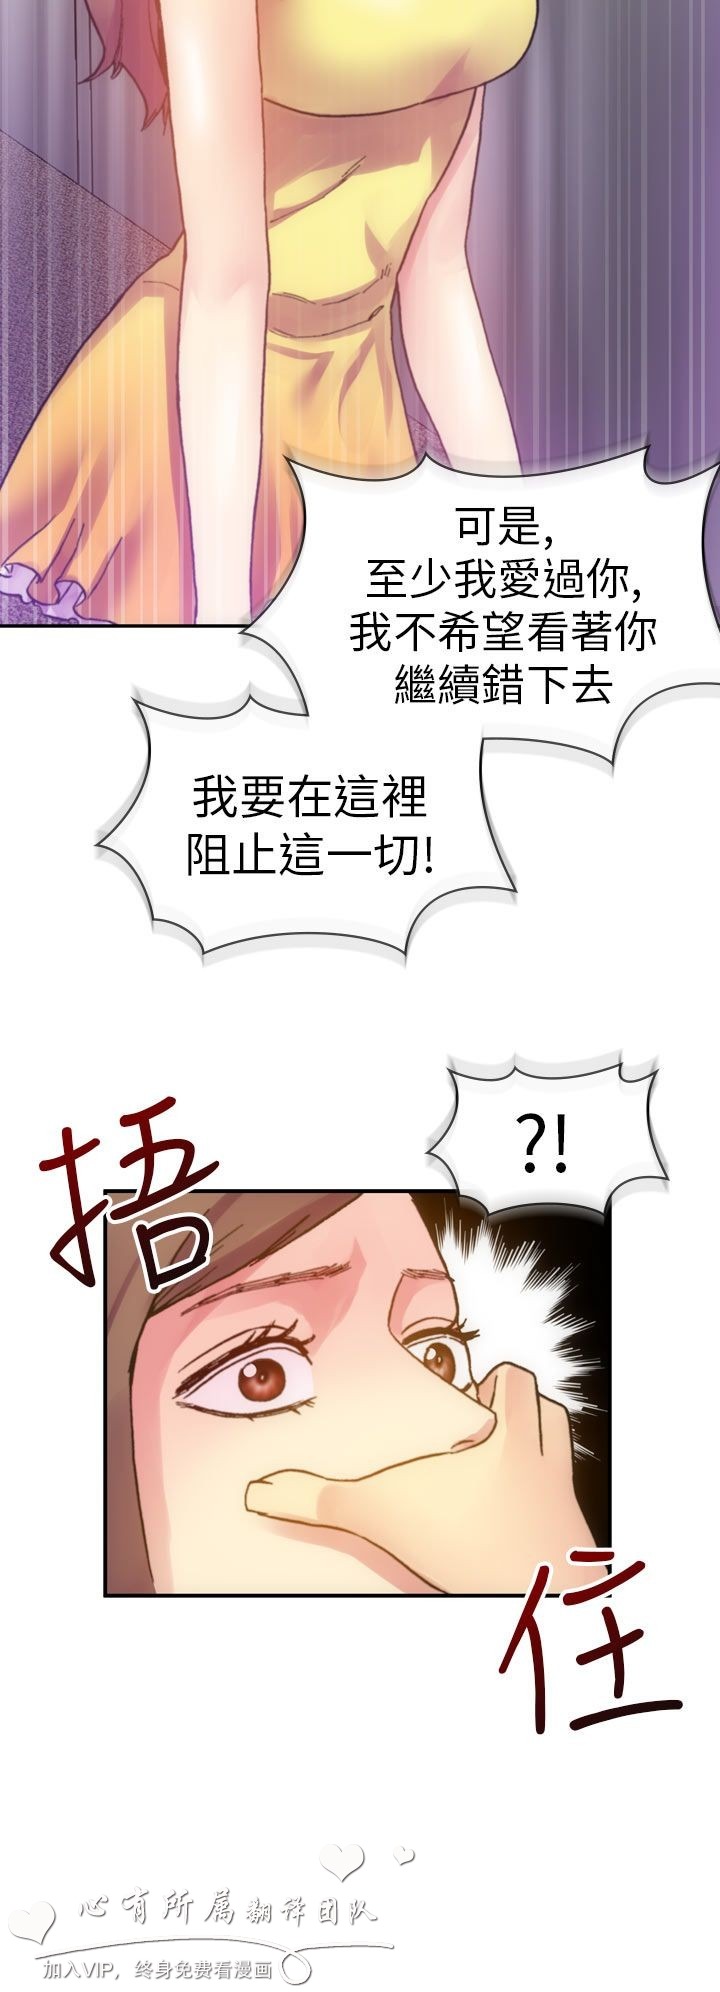 可是,
至少我愛過你,
我不希望看著你
繼續錯下去
我要在這裡
阻止這一切!
?!
捂
住
心有所属翻译团队
加入VIP，终身免费看漫画